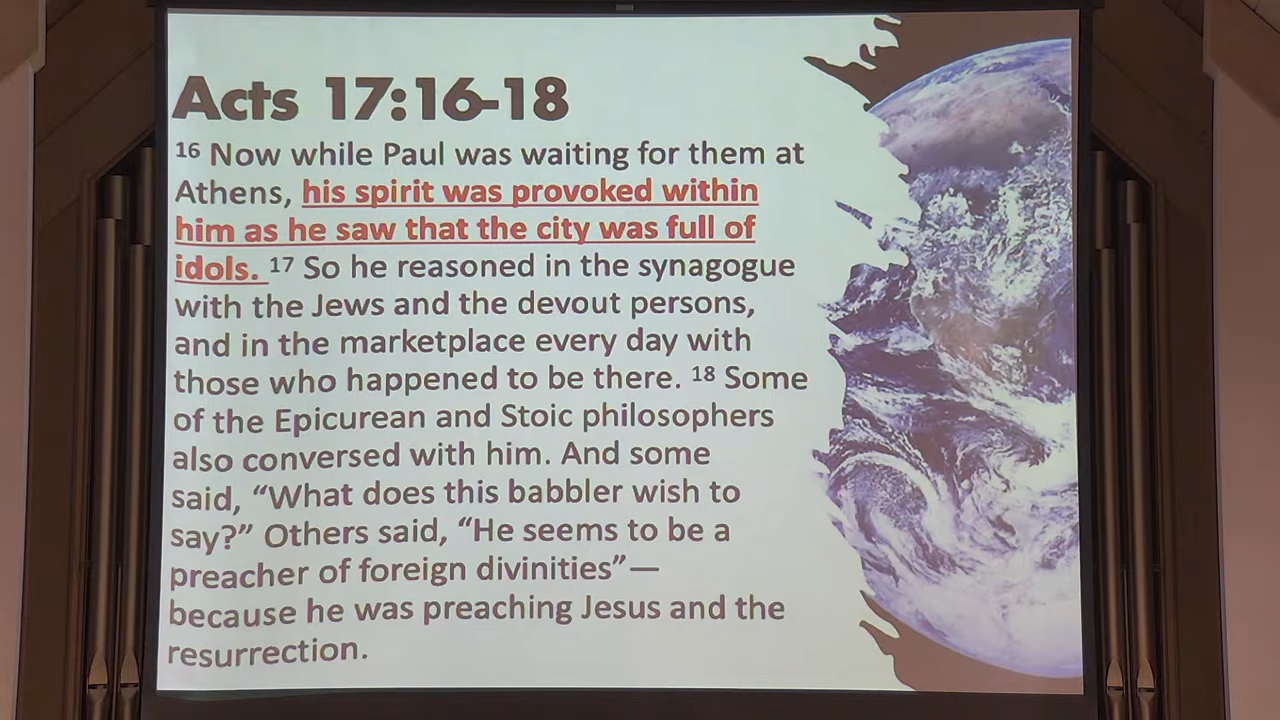 Acts 17:16-18
16 Now while Paul was waiting for them at
Athens, his spirit was provoked within
him as he saw that the city was full of
idols. 17 So he reasoned in the synagogue
with the Jews and the devout persons,
and in the marketplace every day with
those who happened to be there. 18 Some
of the Epicurean and Stoic philosophers
also conversed with him. And some
said, “What does this babbler wish to
say?” Others said, “He seems to be a
preacher of foreign divinities”—
because he was preaching Jesus and the
resurrection.